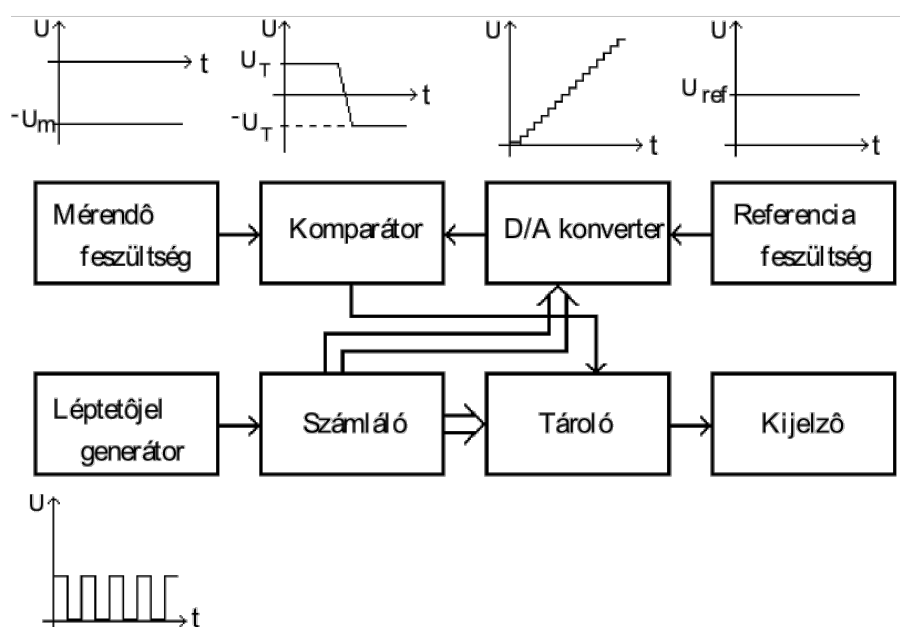 U
t
-Um
U
UT
-UT
t
U
t
U
Uref
t
Mérendô
feszültség
Komparátor
D/A konverter
Referencia
feszültség
Léptetôjel
generátor
Számláló
Tároló
Kijelzô
U
t